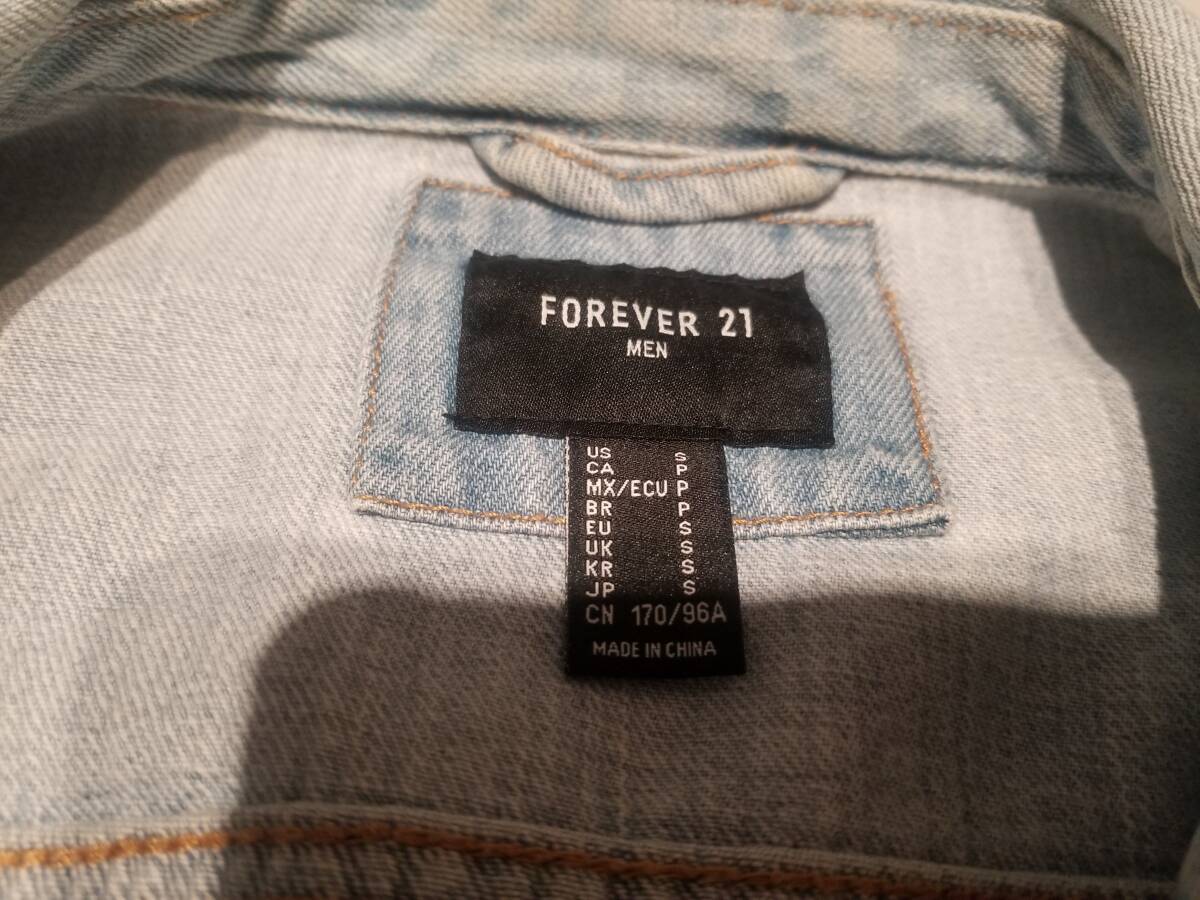 FOREVER 21
MEN
US S
CA P
MX/ECU P
BR P
EU S
UK S
KR S
JP S
CN 170/96A
MADE IN CHINA